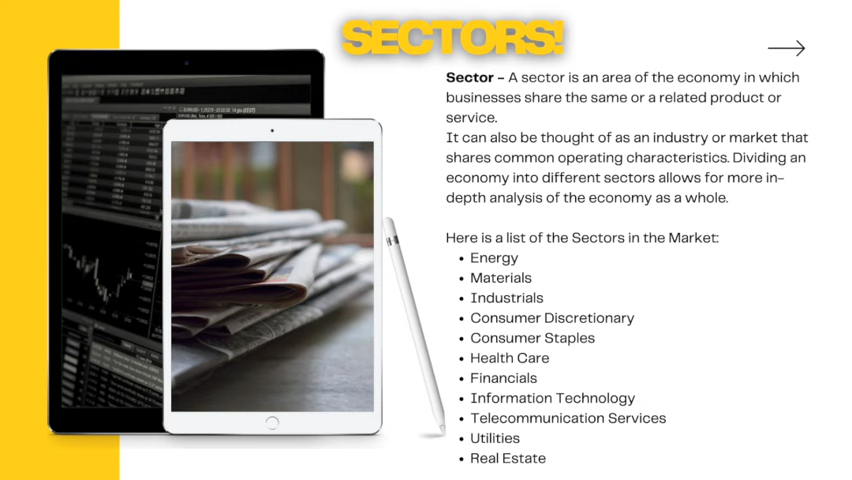 SECTORS!
Sector - A sector is an area of the economy in which
businesses share the same or a related product or
service.
It can also be thought of as an industry or market that
shares common operating characteristics. Dividing an
economy into different sectors allows for more in-
depth analysis of the economy as a whole.
Here is a list of the Sectors in the Market:
• Energy
• Materials
• Industrials
• Consumer Discretionary
• Consumer Staples
• Health Care
• Financials
• Information Technology
• Telecommunication Services
• Utilities
• Real Estate